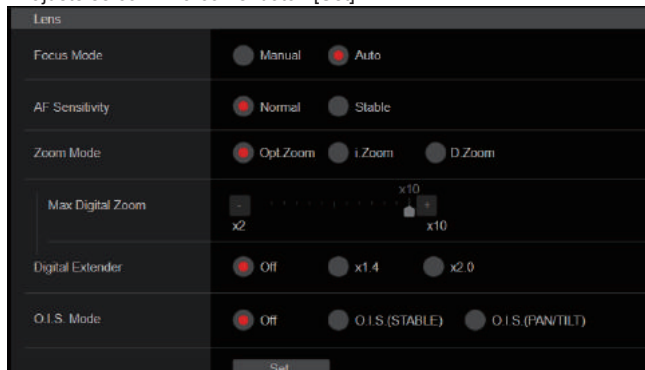 Lens
Focus Mode Manual Auto
AF Sensitivity Normal Stable
Zoom Mode Opt.Zoom i.Zoom D.Zoom
x10
Max Digital Zoom - +
x2 x10
Digital Extender Off x1.4 x2.0
O.I.S. Mode Off O.I.S.(STABLE) O.I.S.(PAN/TILT)
Set